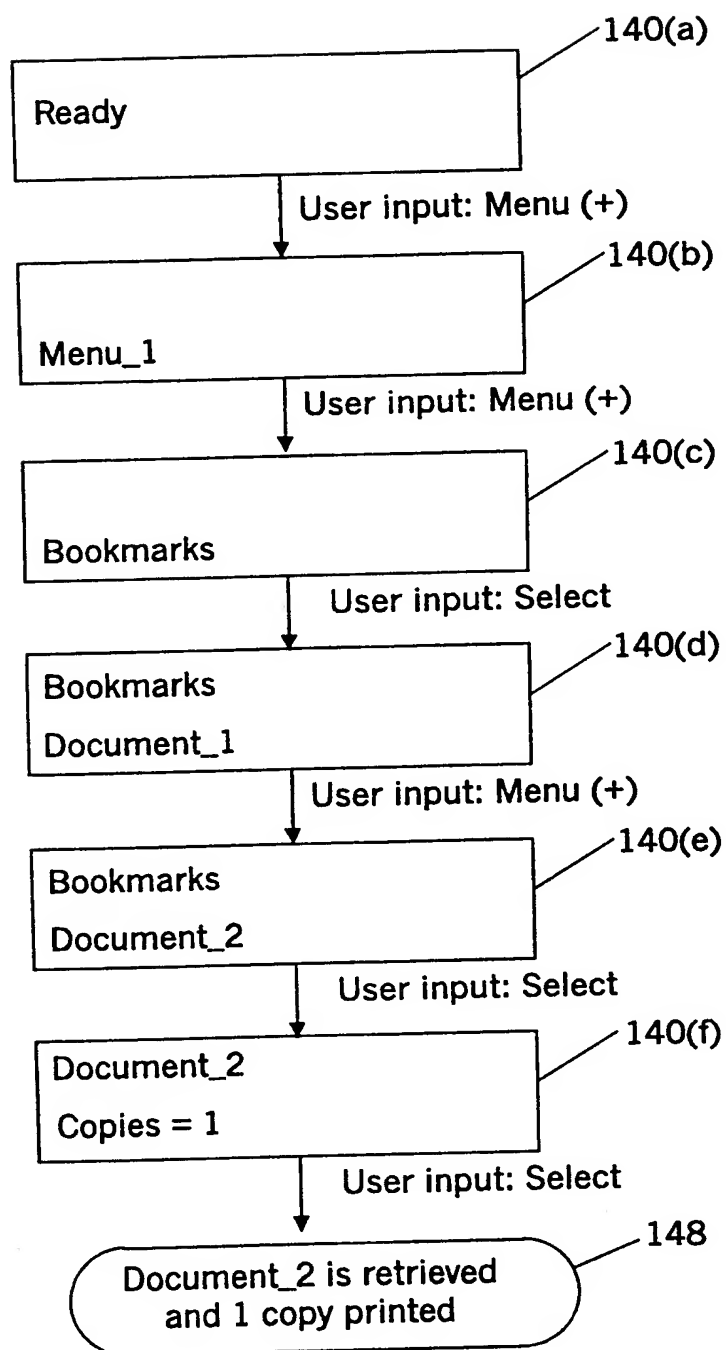 140(a)
Ready
User input: Menu (+)
140(b)
Menu_1
User input: Menu (+)
140(c)
Bookmarks
User input: Select
140(d)
Bookmarks
Document_1
User input: Menu (+)
140(e)
Bookmarks
Document_2
User input: Select
140(f)
Document_2
Copies = 1
User input: Select
148
Document_2 is retrieved
and 1 copy printed